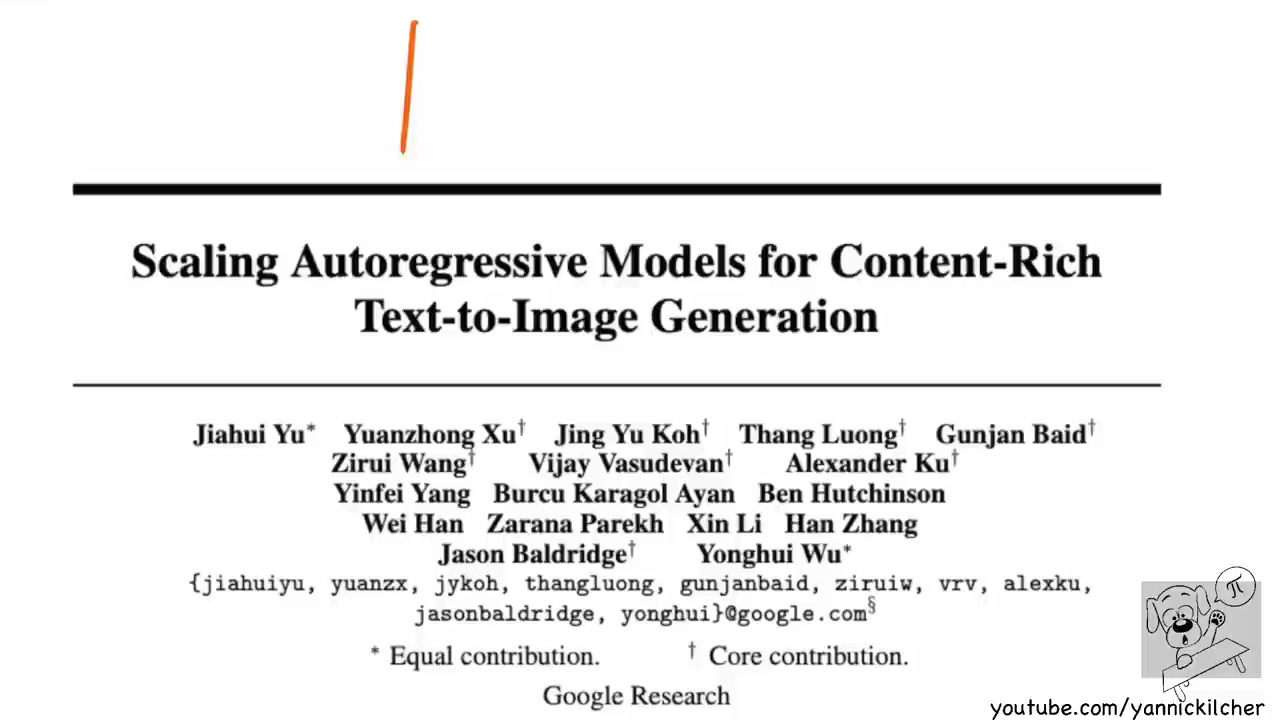 Scaling Autoregressive Models for Content-Rich
Text-to-Image Generation
Jiahui Yu* Yuanzhong Xu† Jing Yu Koh† Thang Luong† Gunjan Baid†
Zirui Wang† Vijay Vasudevan† Alexander Ku†
Yinfei Yang Burcu Karagol Ayan Ben Hutchinson
Wei Han Zarana Parekh Xin Li Han Zhang
Jason Baldridge† Yonghui Wu*
{jiahuiyu, yuanzx, jykoh, thangluong, gunjanbaid, ziruiw, vrv, alexku,
jasonbaldridge, yonghui}@google.com§
* Equal contribution. † Core contribution.
Google Research
π
youtube.com/yannickilcher